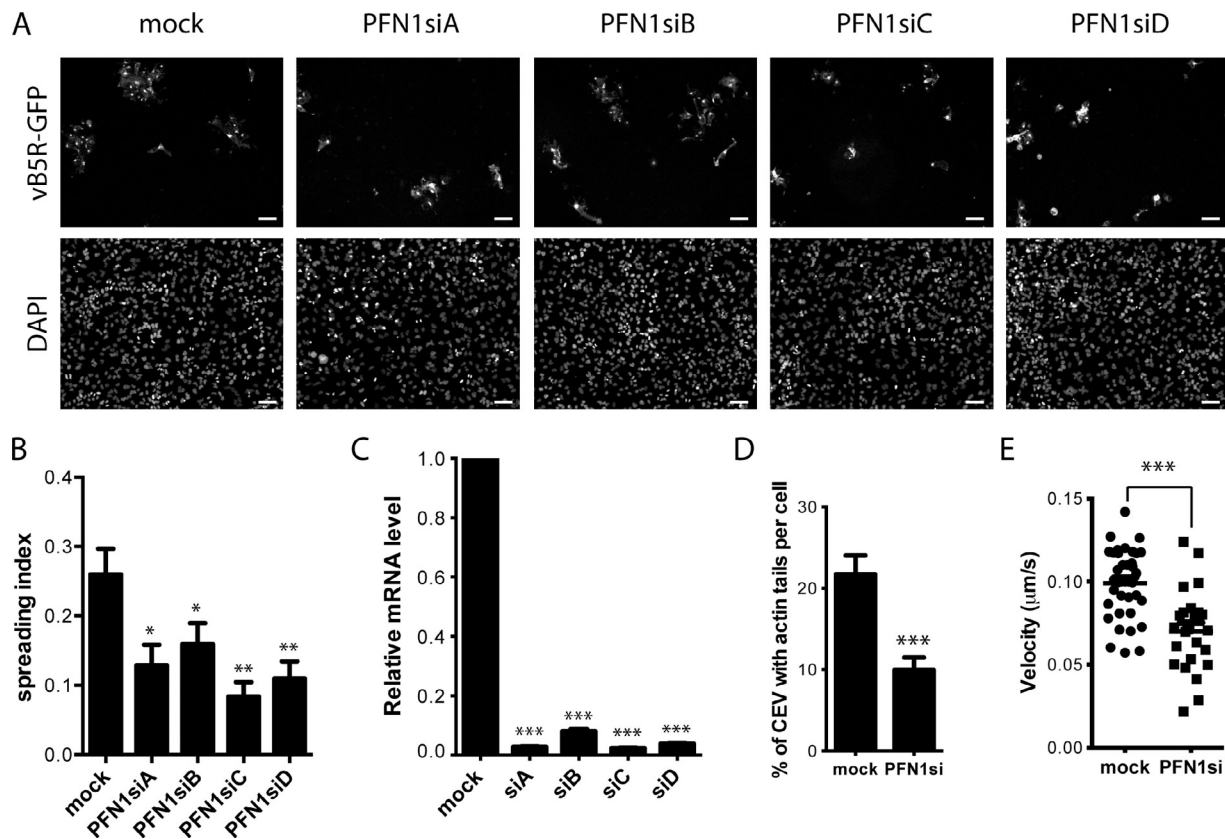 A
mock PFN1siA PFN1siB PFN1siC PFN1siD
vB5R-GFP
DAPI
B
spreading index
0.4
0.3
0.2
0.1
0.0
* * ** **
mock PFN1siA PFN1siB PFN1siC PFN1siD
C
Relative mRNA level
1.0
0.8
0.6
0.4
0.2
0.0
*** *** *** ***
mock siA siB siC siD
D
% of CEV with actin tails per cell
30
20
10
0
***
mock PFN1si
E
Velocity (μm/s)
0.15
0.10
0.05
0.00
***
mock PFN1si